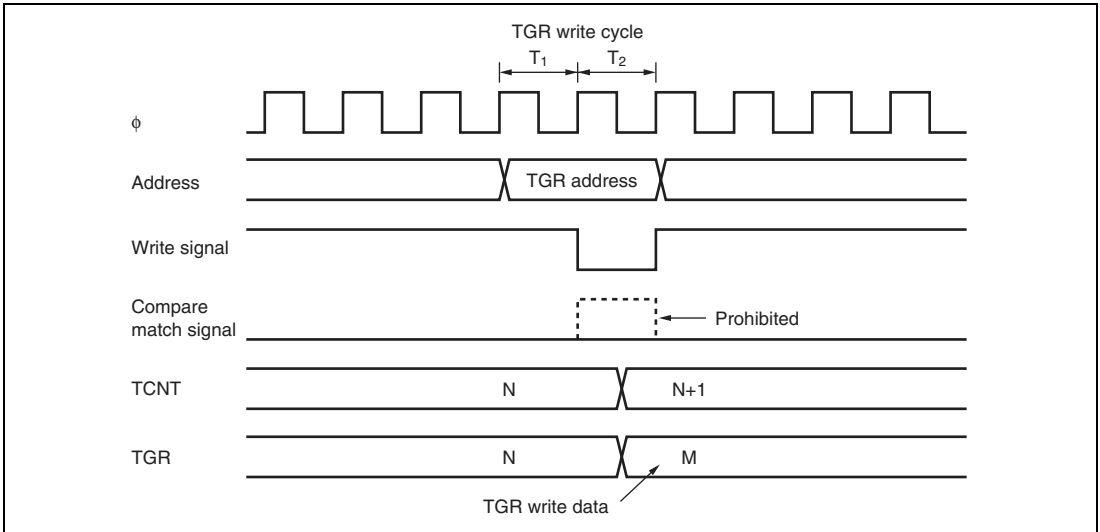 TGR write cycle
T1 T2
ϕ
Address TGR address
Write signal
Compare
match signal Prohibited
TCNT N N+1
TGR N M
TGR write data